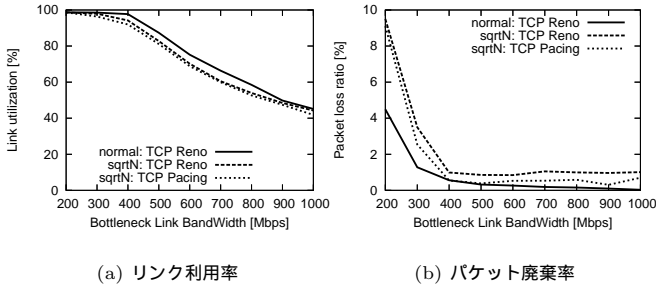 100
80
60
40
20
0
Link utilization [%]
normal: TCP Reno
sqrtN: TCP Reno
sqrtN: TCP Pacing
200 300 400 500 600 700 800 900 1000
Bottleneck Link BandWidth [Mbps]
(a) リンク利用率
10
8
6
4
2
0
Packet loss ratio [%]
normal: TCP Reno
sqrtN: TCP Reno
sqrtN: TCP Pacing
200 300 400 500 600 700 800 900 1000
Bottleneck Link BandWidth [Mbps]
(b) パケット廃棄率